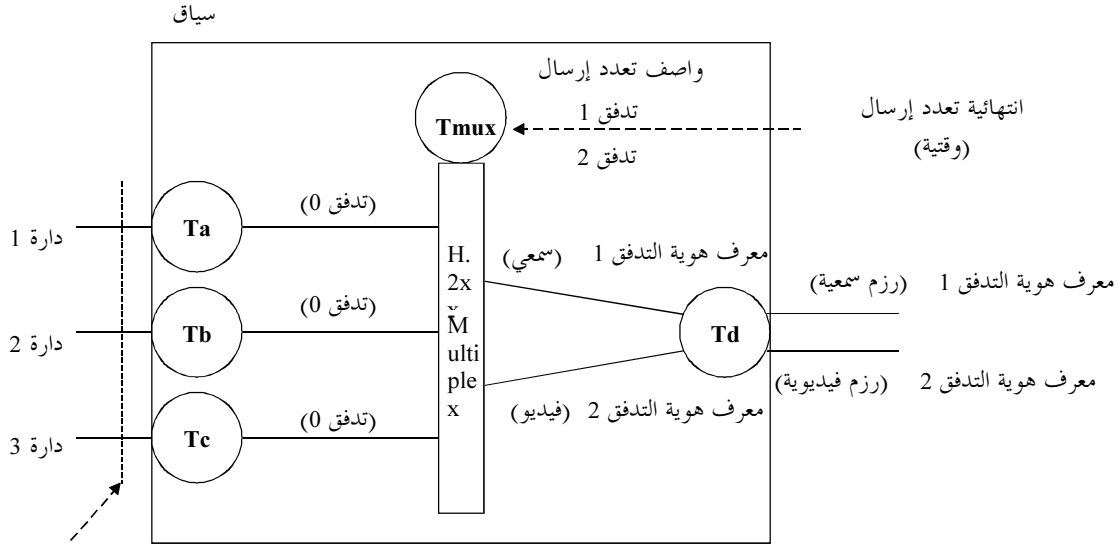 سياق
واصف تعدد إرسال
تدفق 1
تدفق 2
انتهائية تعدد إرسال
(وقتية)
Tmux
دارة 1
Ta
(تدفق 0)
دارة 2
Tb
(تدفق 0)
دارة 3
Tc
(تدفق 0)
H.
2x
x
M
ulti
ple
x
معرف هوية التدفق 1 (سمعي)
معرف هوية التدفق 2 (فيديو)
Td
معرف هوية التدفق 1 (رزم سمعية)
معرف هوية التدفق 2 (رزم فيديوية)